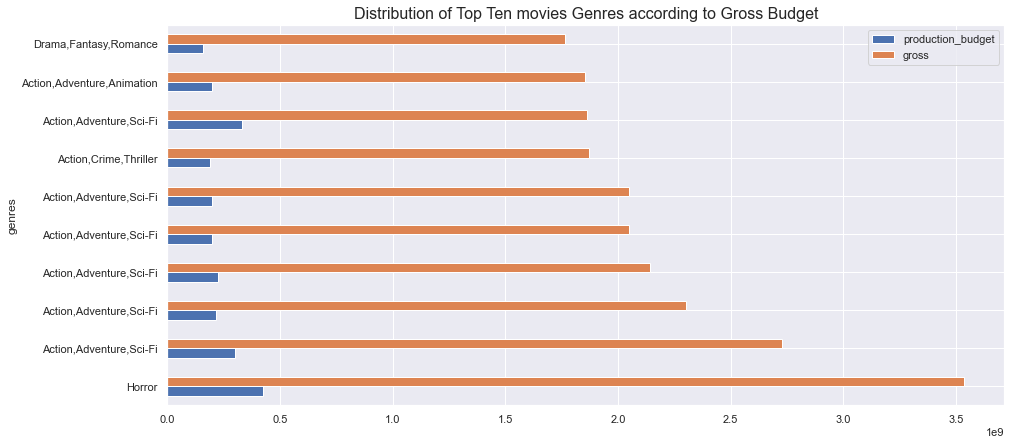 Distribution of Top Ten movies Genres according to Gross Budget
production_budget
gross
genres
Drama,Fantasy,Romance
Action,Adventure,Animation
Action,Adventure,Sci-Fi
Action,Crime,Thriller
Action,Adventure,Sci-Fi
Action,Adventure,Sci-Fi
Action,Adventure,Sci-Fi
Action,Adventure,Sci-Fi
Action,Adventure,Sci-Fi
Horror
0.0 0.5 1.0 1.5 2.0 2.5 3.0 3.5
1e9